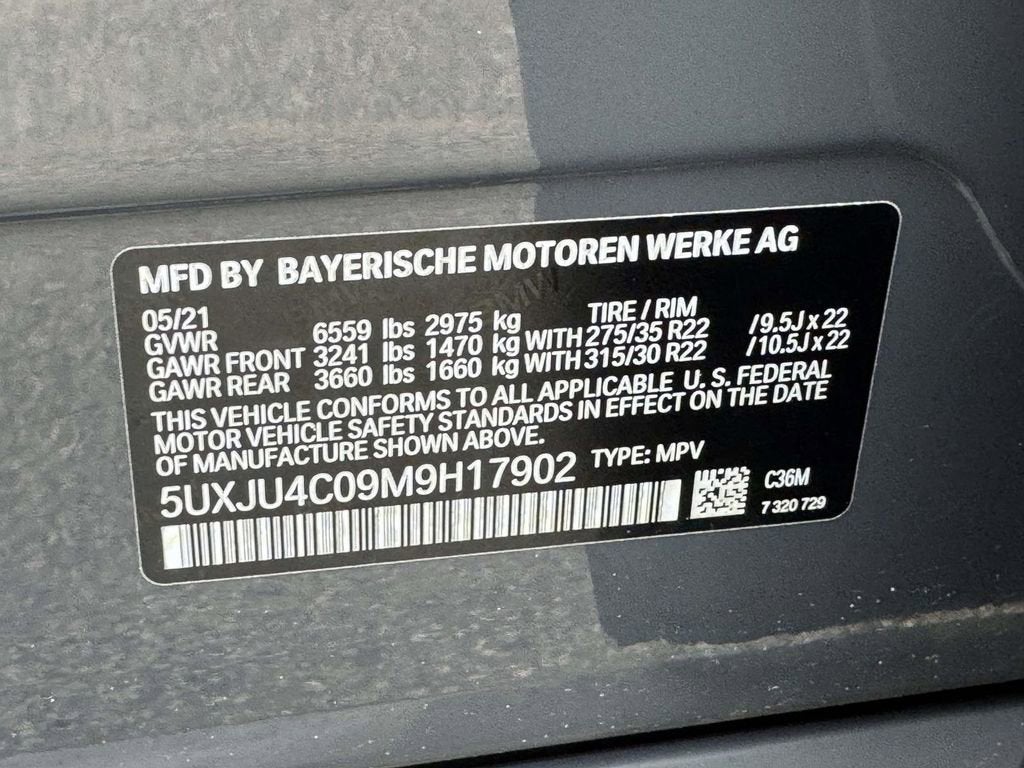 MFD BY BAYERISCHE MOTOREN WERKE AG
05/21 TIRE / RIM
GVWR 6559 lbs 2975 kg
GAWR FRONT 3241 lbs 1470 kg WITH 275/35 R22 /9.5J x 22
GAWR REAR 3660 lbs 1660 kg WITH 315/30 R22 /10.5J x 22
THIS VEHICLE CONFORMS TO ALL APPLICABLE U. S. FEDERAL
MOTOR VEHICLE SAFETY STANDARDS IN EFFECT ON THE DATE
OF MANUFACTURE SHOWN ABOVE.
5UXJU4C09M9H17902 TYPE: MPV
C36M
7 320 729